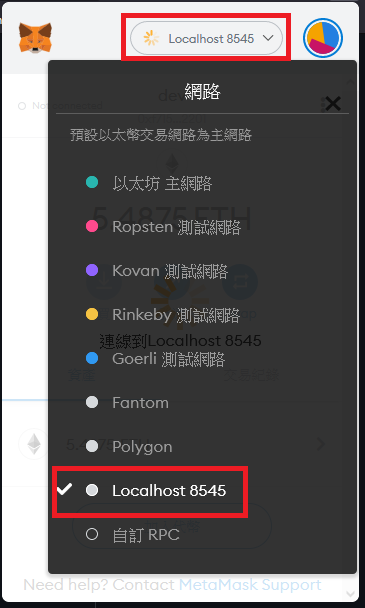 Localhost 8545
網路
預設以太幣交易網路為主網路
以太坊 主網路
Ropsten 測試網路
5.4875 ETH
Kovan 測試網路
Rinkeby 測試網路
連線到Localhost 8545
Goerli 測試網路
Fantom
Polygon
Localhost 8545
自訂 RPC
Need help? Contact MetaMask Support